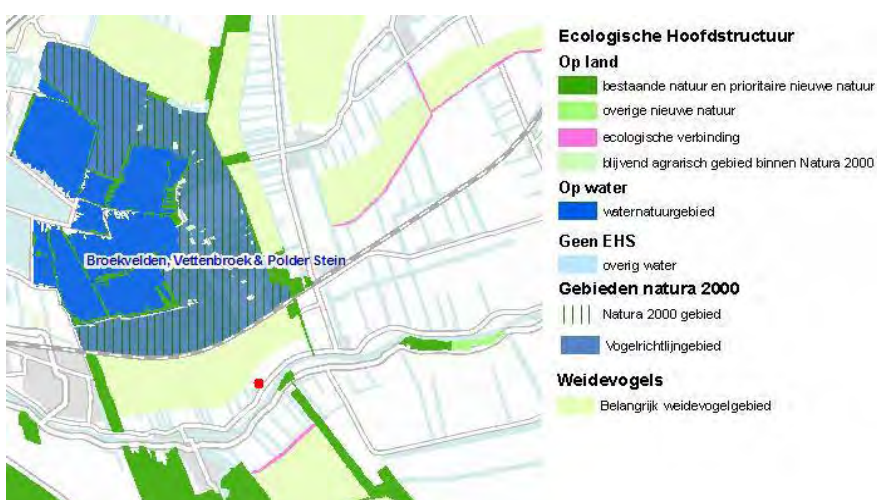 Ecologische Hoofdstructuur
Op land
bestaande natuur en prioritaire nieuwe natuur
overige nieuwe natuur
ecologische verbinding
blijvend agrarisch gebied binnen Natura 2000
Op water
waternatuurgebied
Geen EHS
overig water
Gebieden natura 2000
Natura 2000 gebied
Vogelrichtlijngebied
Weidevogels
Belangrijk weidevogelgebied
Broekvelden, Vettenbroek & Polder Stein